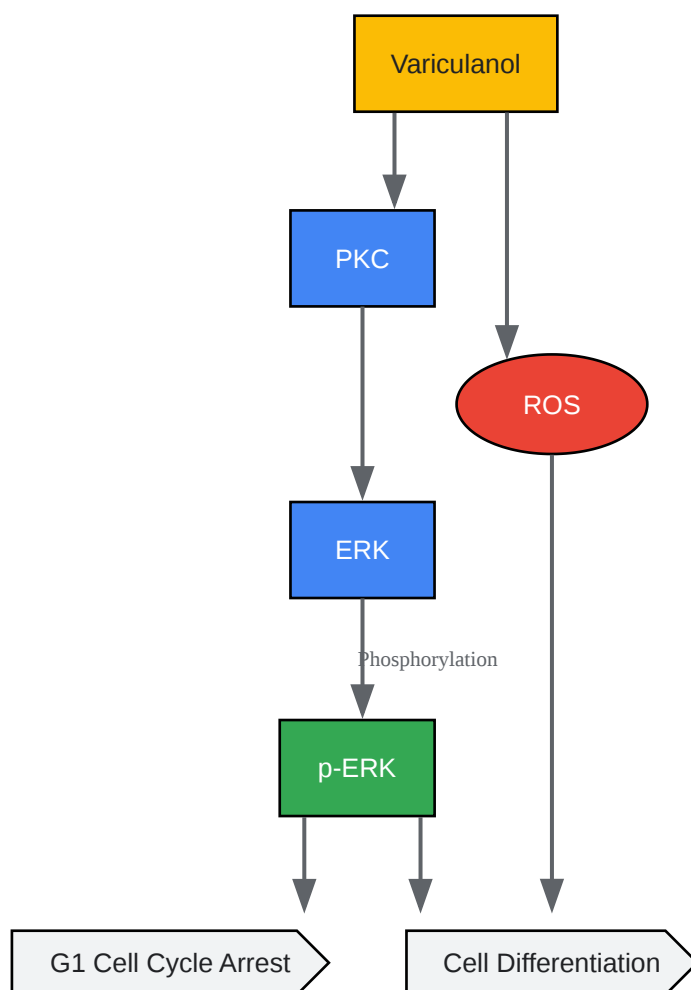 Variculanol
PKC
ROS
ERK
Phosphorylation
p-ERK
G1 Cell Cycle Arrest
Cell Differentiation